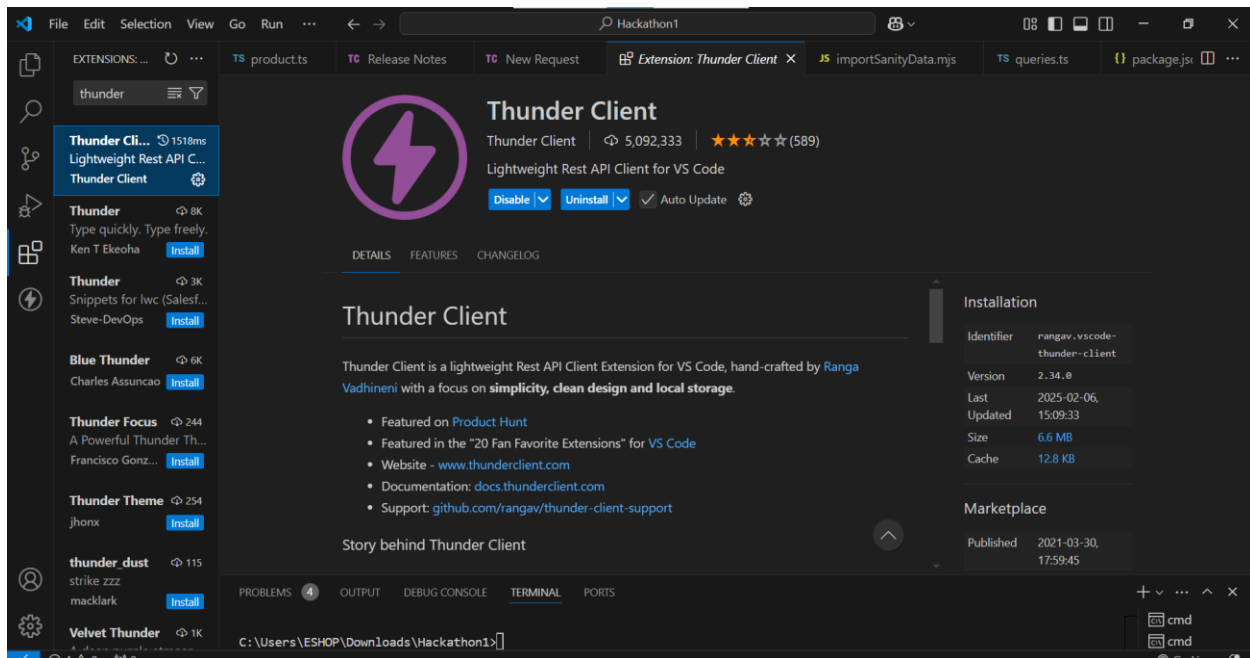 File Edit Selection View Go Run ··· Hackathon1
EXTENSIONS: ...
thunder
Thunder Cli... 1518ms
Lightweight Rest API C...
Thunder Client
Thunder 8K
Type quickly. Type freely.
Ken T Ekeoha Install
Thunder 3K
Snippets for lwc (Salesf...
Steve-DevOps Install
Blue Thunder 6K
Charles Assuncao Install
Thunder Focus 244
A Powerful Thunder Th...
Francisco Gonz... Install
Thunder Theme 254
jhonx Install
thunder_dust 115
strike zzz
macklark Install
Velvet Thunder 1K
TS product.ts TC Release Notes TC New Request Extension: Thunder Client JS importSanityData.mjs TS queries.ts {} package.jsc
Thunder Client
Thunder Client 5,092,333 (589)
Lightweight Rest API Client for VS Code
Disable Uninstall Auto Update
DETAILS FEATURES CHANGELOG
Thunder Client
Thunder Client is a lightweight Rest API Client Extension for VS Code, hand-crafted by Ranga
Vadhineni with a focus on simplicity, clean design and local storage.
• Featured on Product Hunt
• Featured in the "20 Fan Favorite Extensions" for VS Code
• Website - www.thunderclient.com
• Documentation: docs.thunderclient.com
• Support: github.com/rangav/thunder-client-support
Story behind Thunder Client
Installation
Identifier rangav.vscode-
thunder-client
Version 2.34.0
Last 2025-02-06,
Updated 15:09:33
Size 6.6 MB
Cache 12.8 KB
Marketplace
Published 2021-03-30,
17:59:45
PROBLEMS 4 OUTPUT DEBUG CONSOLE TERMINAL PORTS
C:\Users\ESHOP\Downloads\Hackathon1>
cmd
cmd